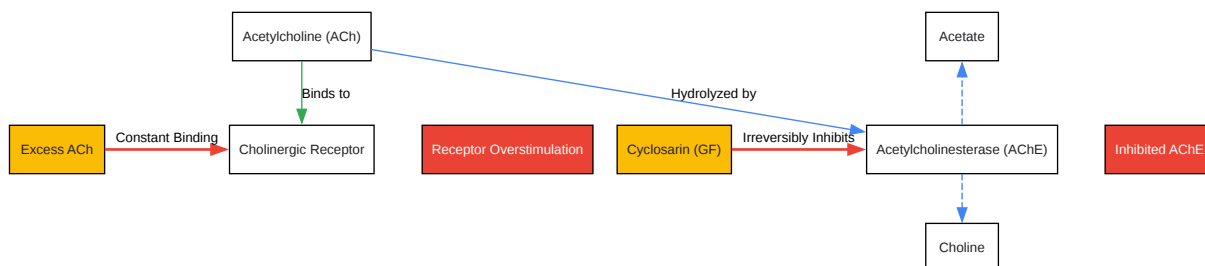 Acetylcholine (ACh)
Acetate
Binds to
Hydrolyzed by
Excess ACh
Constant Binding
Cholinergic Receptor
Receptor Overstimulation
Cyclosarin (GF)
Irreversibly Inhibits
Acetylcholinesterase (AChE)
Inhibited AChE
Choline